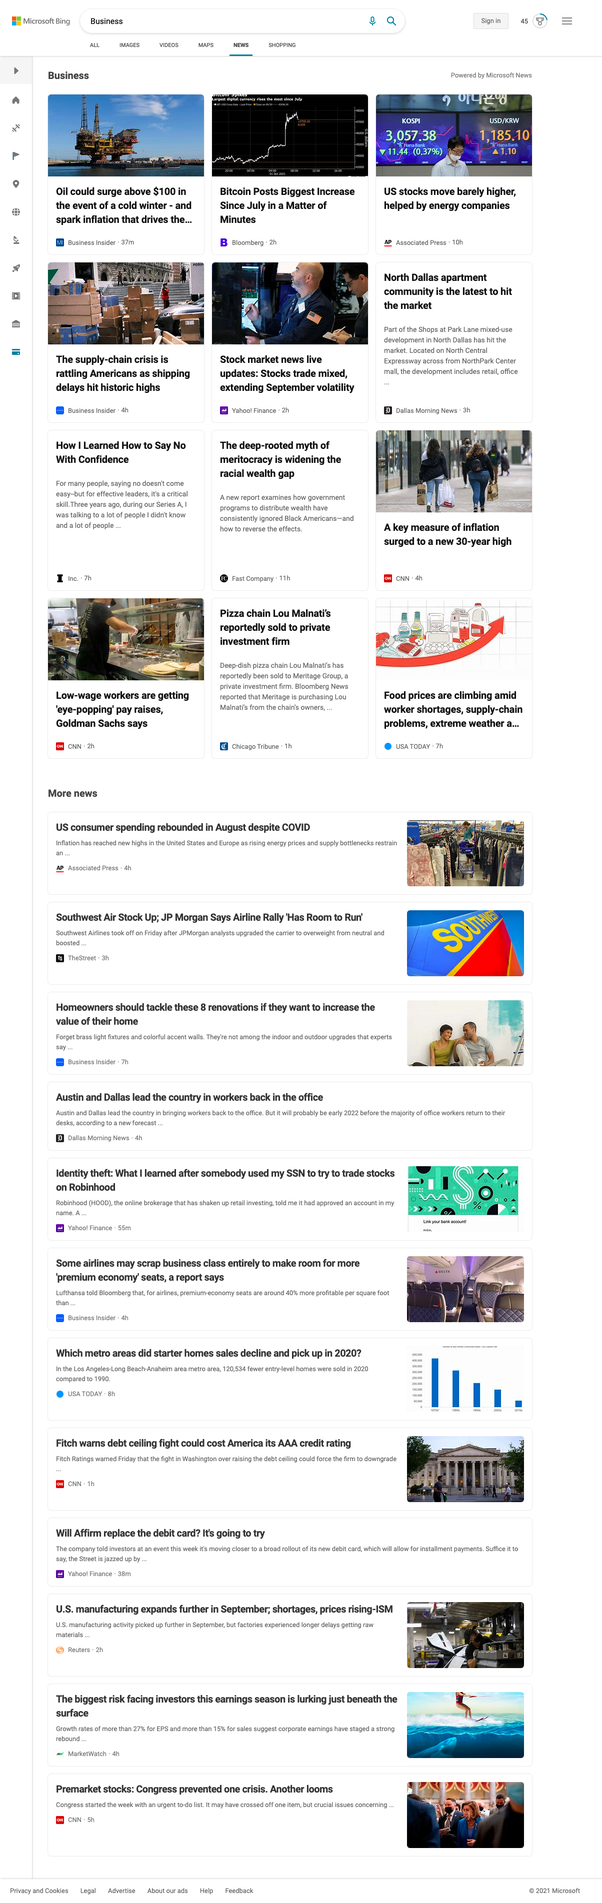 Microsoft Bing
Business
Sign in
45
ALL
IMAGES
VIDEOS
MAPS
NEWS
SHOPPING
Business
Powered by Microsoft News
Largest digital currency rises the most since July
KOSPI
USD/KRW
3,057.38
1,185.10
▼11.44 (0,37%)
▲1.10
Oil could surge above $100 in
the event of a cold winter - and
spark inflation that drives the...
Business Insider · 37m
Bitcoin Posts Biggest Increase
Since July in a Matter of
Minutes
Bloomberg · 2h
US stocks move barely higher,
helped by energy companies
Associated Press · 10h
The supply-chain crisis is
rattling Americans as shipping
delays hit historic highs
Business Insider · 4h
Stock market news live
updates: Stocks trade mixed,
extending September volatility
Yahoo! Finance · 2h
North Dallas apartment
community is the latest to hit
the market
Part of the Shops at Park Lane mixed-use
development in North Dallas has hit the
market. Located on North Central
Expressway across from NorthPark Center
mall, the development includes retail, office
...
Dallas Morning News · 3h
How I Learned How to Say No
With Confidence
For many people, saying no doesn't come
easy–but for effective leaders, it's a critical
skill.Three years ago, during our Series A, I
was talking to a lot of people I didn't know
and a lot of people ...
Inc. · 7h
The deep-rooted myth of
meritocracy is widening the
racial wealth gap
A new report examines how government
programs to distribute wealth have
consistently ignored Black Americans—and
how to reverse the effects.
Fast Company · 11h
A key measure of inflation
surged to a new 30-year high
CNN · 4h
Low-wage workers are getting
'eye-popping' pay raises,
Goldman Sachs says
CNN · 2h
Pizza chain Lou Malnati's
reportedly sold to private
investment firm
Deep-dish pizza chain Lou Malnati's has
reportedly been sold to Meritage Group, a
private investment firm. Bloomberg News
reported that Meritage is purchasing Lou
Malnati's from the chain's owners, ...
Chicago Tribune · 1h
Food prices are climbing amid
worker shortages, supply-chain
problems, extreme weather a...
USA TODAY · 7h
More news
US consumer spending rebounded in August despite COVID
Inflation has reached new highs in the United States and Europe as rising energy prices and supply bottlenecks restrain
an ...
Associated Press · 4h
Southwest Air Stock Up; JP Morgan Says Airline Rally 'Has Room to Run'
Southwest Airlines took off on Friday after JPMorgan analysts upgraded the carrier to overweight from neutral and
boosted ...
TheStreet · 3h
SOUTHWEST
Homeowners should tackle these 8 renovations if they want to increase the
value of their home
Forget brass light fixtures and colorful accent walls. They're not among the indoor and outdoor upgrades that experts
say ...
Business Insider · 7h
Austin and Dallas lead the country in workers back in the office
Austin and Dallas lead the country in bringing workers back to the office. But it will probably be early 2022 before the majority of office workers return to their
desks, according to a new forecast ...
Dallas Morning News · 4h
Identity theft: What I learned after somebody used my SSN to try to trade stocks
on Robinhood
Robinhood (HOOD), the online brokerage that has shaken up retail investing, told me it had approved an account in my
name. A ...
Yahoo! Finance · 55m
Link your bank account!
Some airlines may scrap business class entirely to make room for more
'premium economy' seats, a report says
Lufthansa told Bloomberg that, for airlines, premium-economy seats are around 40% more profitable per square foot
than ...
Business Insider · 4h
DELTA
Which metro areas did starter homes sales decline and pick up in 2020?
In the Los Angeles-Long Beach-Anaheim area metro area, 120,534 fewer entry-level homes were sold in 2020
compared to 1990.
USA TODAY · 8h
Fitch warns debt ceiling fight could cost America its AAA credit rating
Fitch Ratings warned Friday that the fight in Washington over raising the debt ceiling could force the firm to downgrade
...
CNN · 1h
Will Affirm replace the debit card? It's going to try
The company told investors at an event this week it's moving closer to a broad rollout of its new debit card, which will allow for installment payments. Suffice it to
say, the Street is jazzed up by ...
Yahoo! Finance · 38m
U.S. manufacturing expands further in September; shortages, prices rising-ISM
U.S. manufacturing activity picked up further in September, but factories experienced longer delays getting raw
materials ...
Reuters · 2h
The biggest risk facing investors this earnings season is lurking just beneath the
surface
Growth rates of more than 27% for EPS and more than 15% for sales suggest corporate earnings have staged a strong
rebound ...
MarketWatch · 4h
Premarket stocks: Congress prevented one crisis. Another looms
Congress started the week with an urgent to-do list. It may have crossed off one item, but crucial issues concerning ...
CNN · 5h
Privacy and Cookies
Legal
Advertise
About our ads
Help
Feedback
© 2021 Microsoft